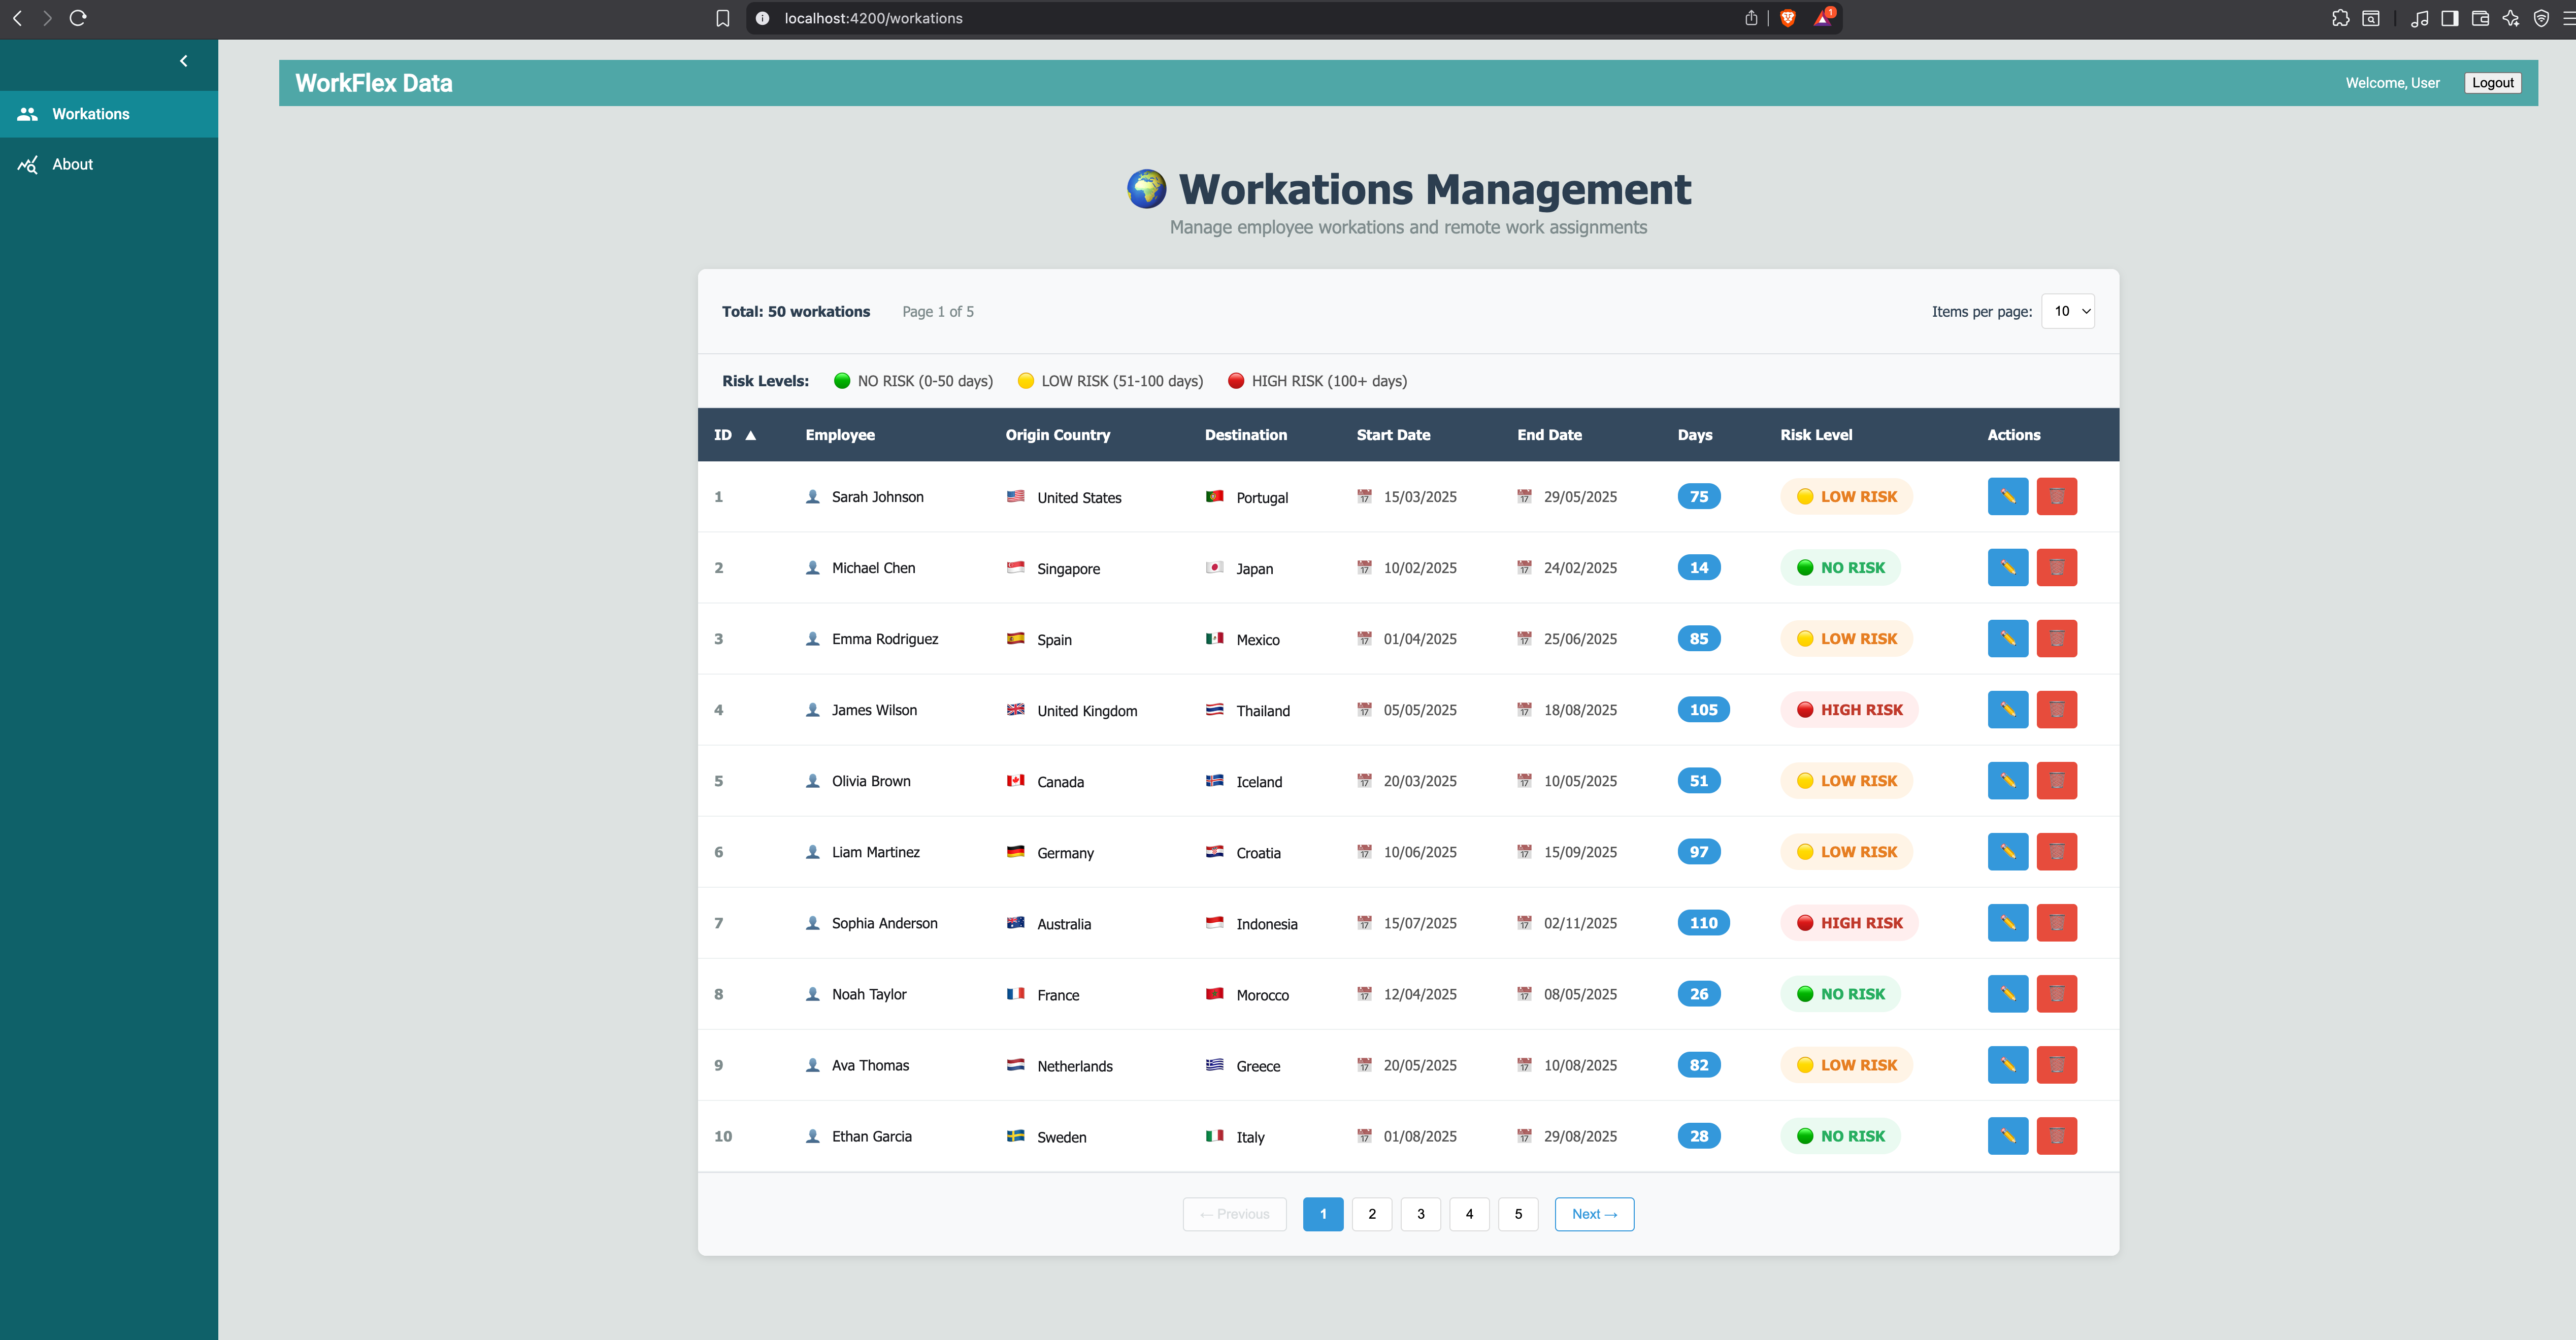 localhost:4200/workations
1
Workations
About
WorkFlex Data
Welcome, User
Logout
Workations Management
Manage employee workations and remote work assignments
Total: 50 workations Page 1 of 5 Items per page: 10
Risk Levels: NO RISK (0-50 days) LOW RISK (51-100 days) HIGH RISK (100+ days)
ID ▲ Employee Origin Country Destination Start Date End Date Days Risk Level Actions
1 Sarah Johnson United States Portugal 15/03/2025 29/05/2025 75 LOW RISK
2 Michael Chen Singapore Japan 10/02/2025 24/02/2025 14 NO RISK
3 Emma Rodriguez Spain Mexico 01/04/2025 25/06/2025 85 LOW RISK
4 James Wilson United Kingdom Thailand 05/05/2025 18/08/2025 105 HIGH RISK
5 Olivia Brown Canada Iceland 20/03/2025 10/05/2025 51 LOW RISK
6 Liam Martinez Germany Croatia 10/06/2025 15/09/2025 97 LOW RISK
7 Sophia Anderson Australia Indonesia 15/07/2025 02/11/2025 110 HIGH RISK
8 Noah Taylor France Morocco 12/04/2025 08/05/2025 26 NO RISK
9 Ava Thomas Netherlands Greece 20/05/2025 10/08/2025 82 LOW RISK
10 Ethan Garcia Sweden Italy 01/08/2025 29/08/2025 28 NO RISK
← Previous 1 2 3 4 5 Next →